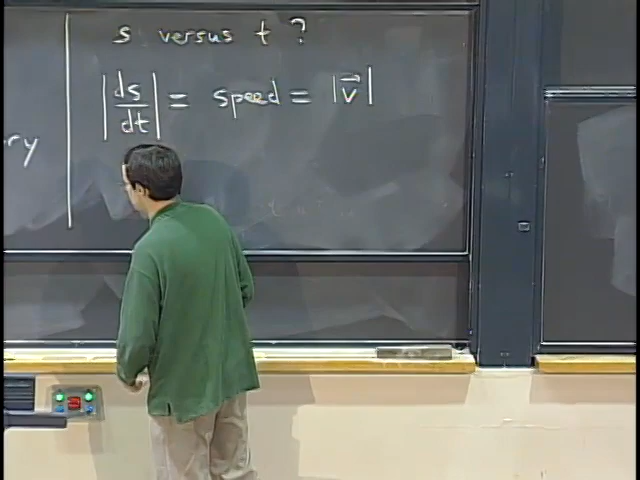 s versus t ?
|ds/dt| = speed = |v⃗|
ry